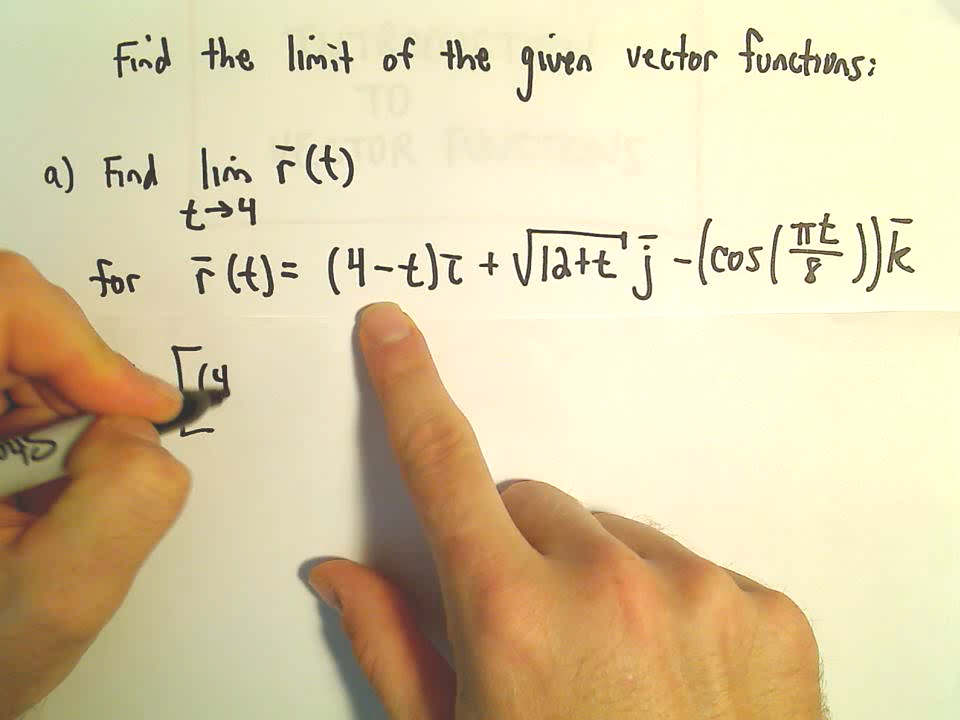 Find the limit of the given vector functions:
a) Find lim r̄(t)
t→4
for r̄(t) = (4-t)ī + √12+t j̄ - (cos(πt/8))k̄
[(4